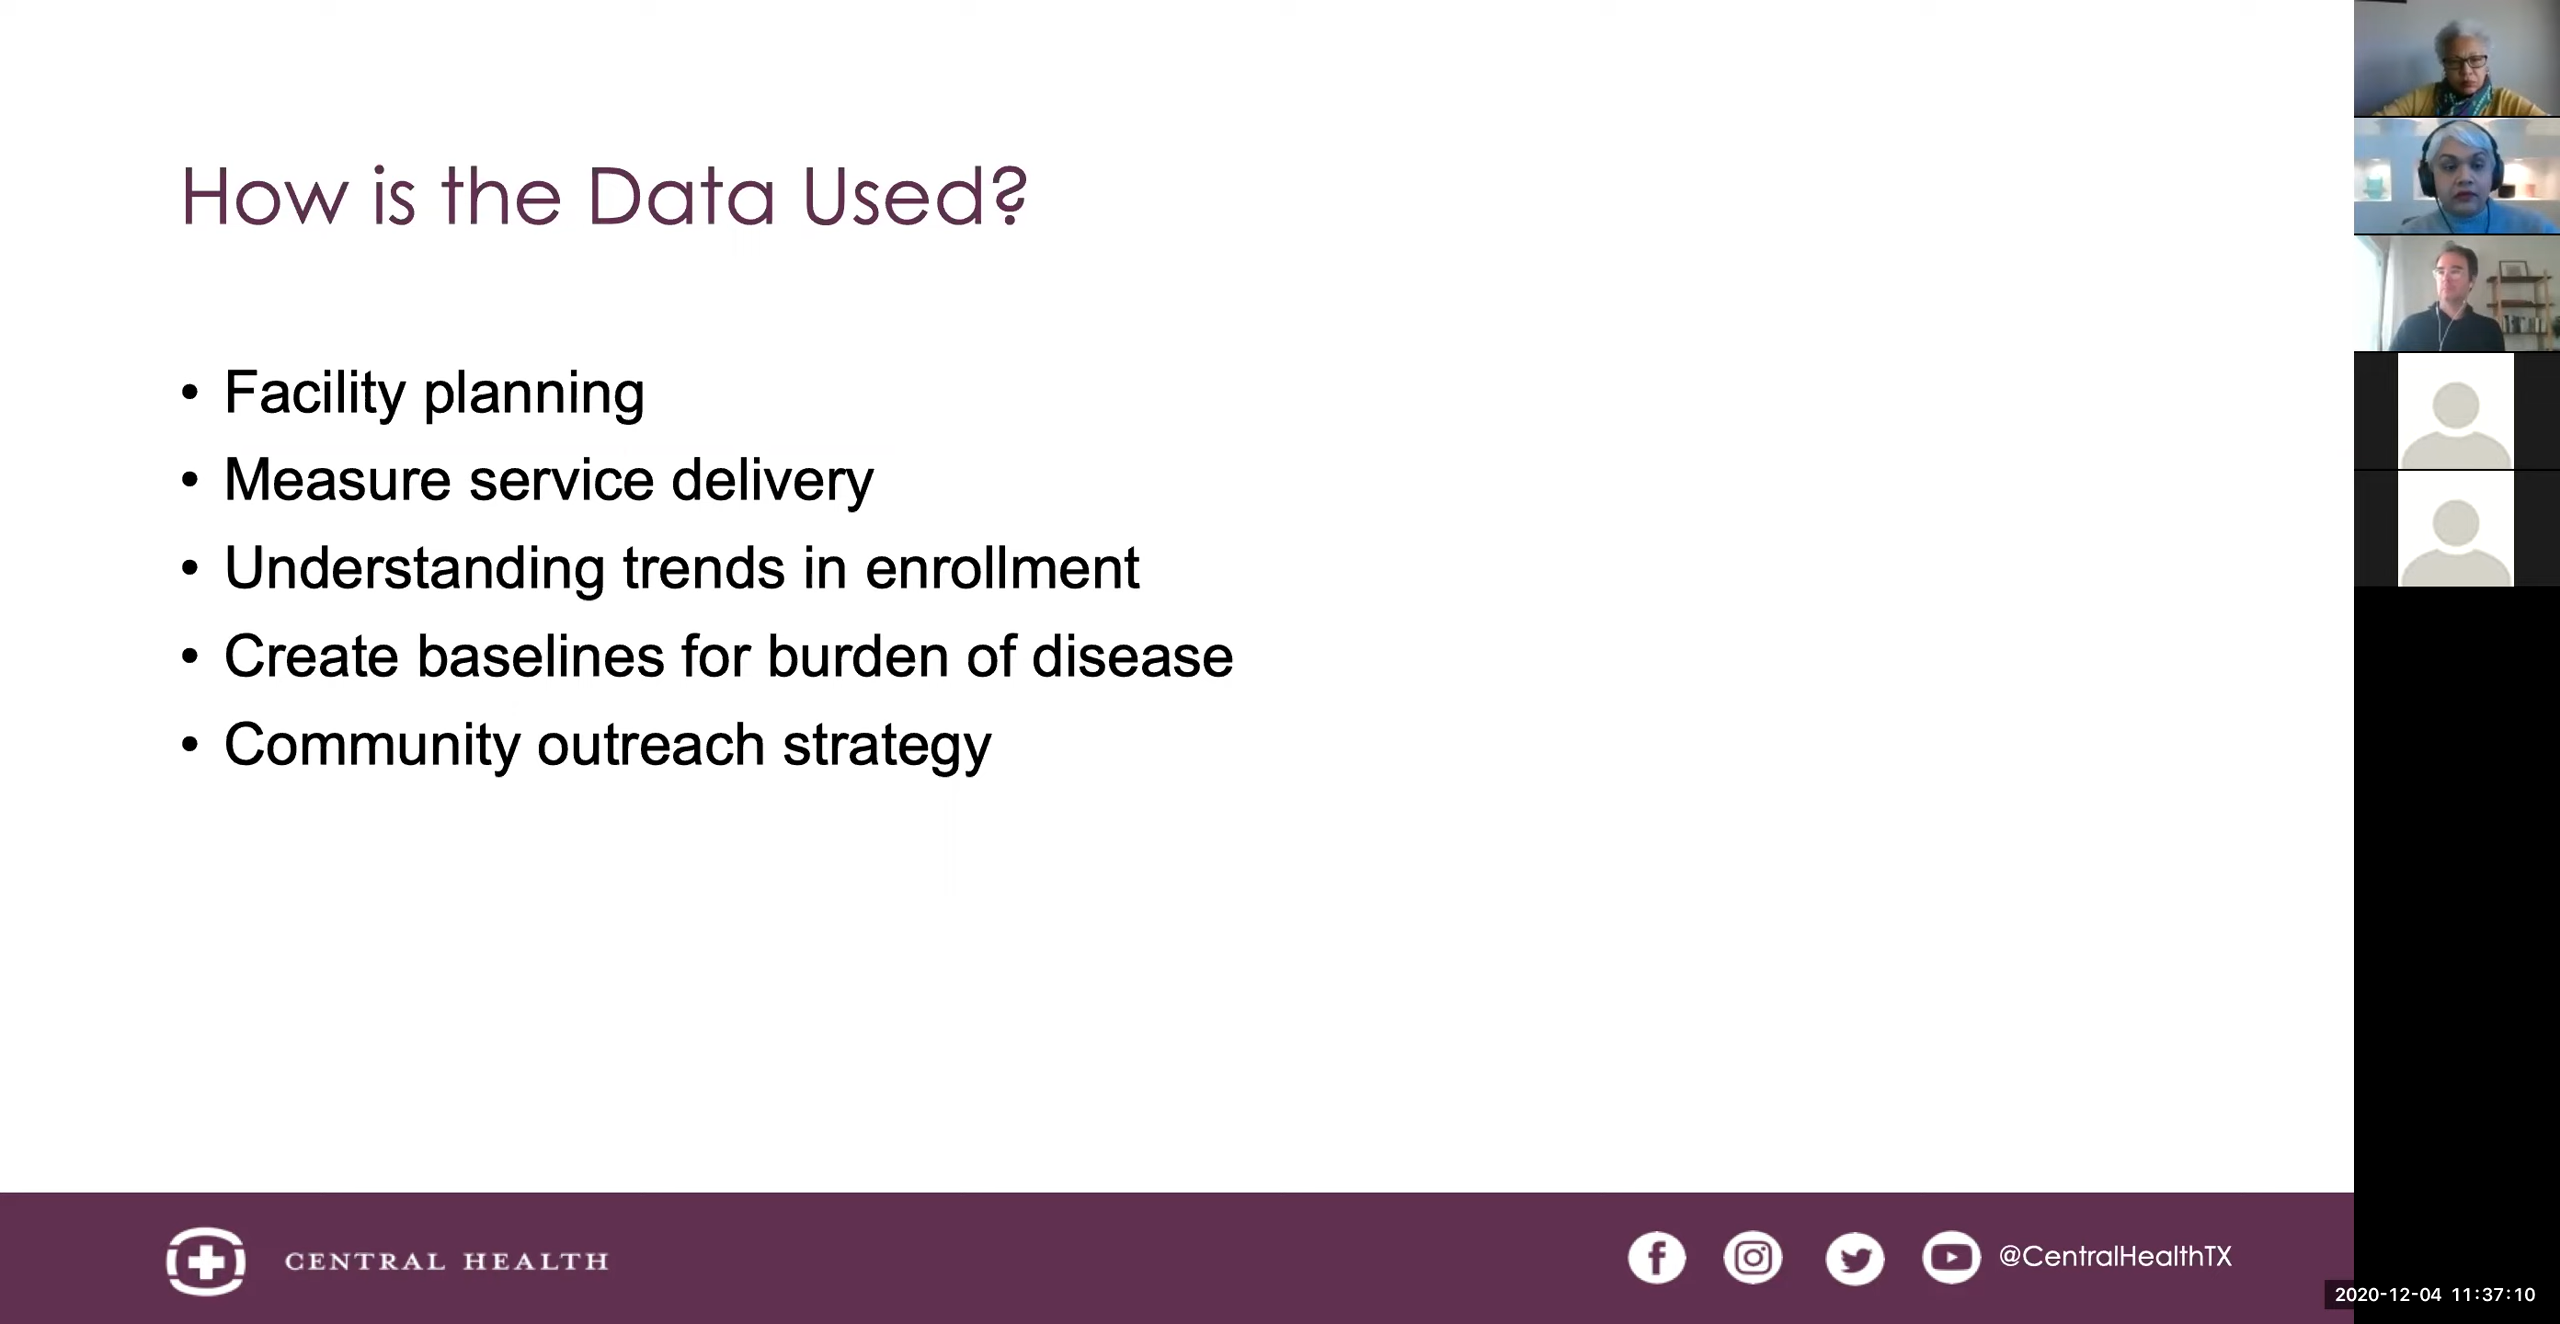 How is the Data Used?
• Facility planning
• Measure service delivery
• Understanding trends in enrollment
• Create baselines for burden of disease
• Community outreach strategy
CENTRAL HEALTH
@CentralHealthTX
2020-12-04 11:37:10